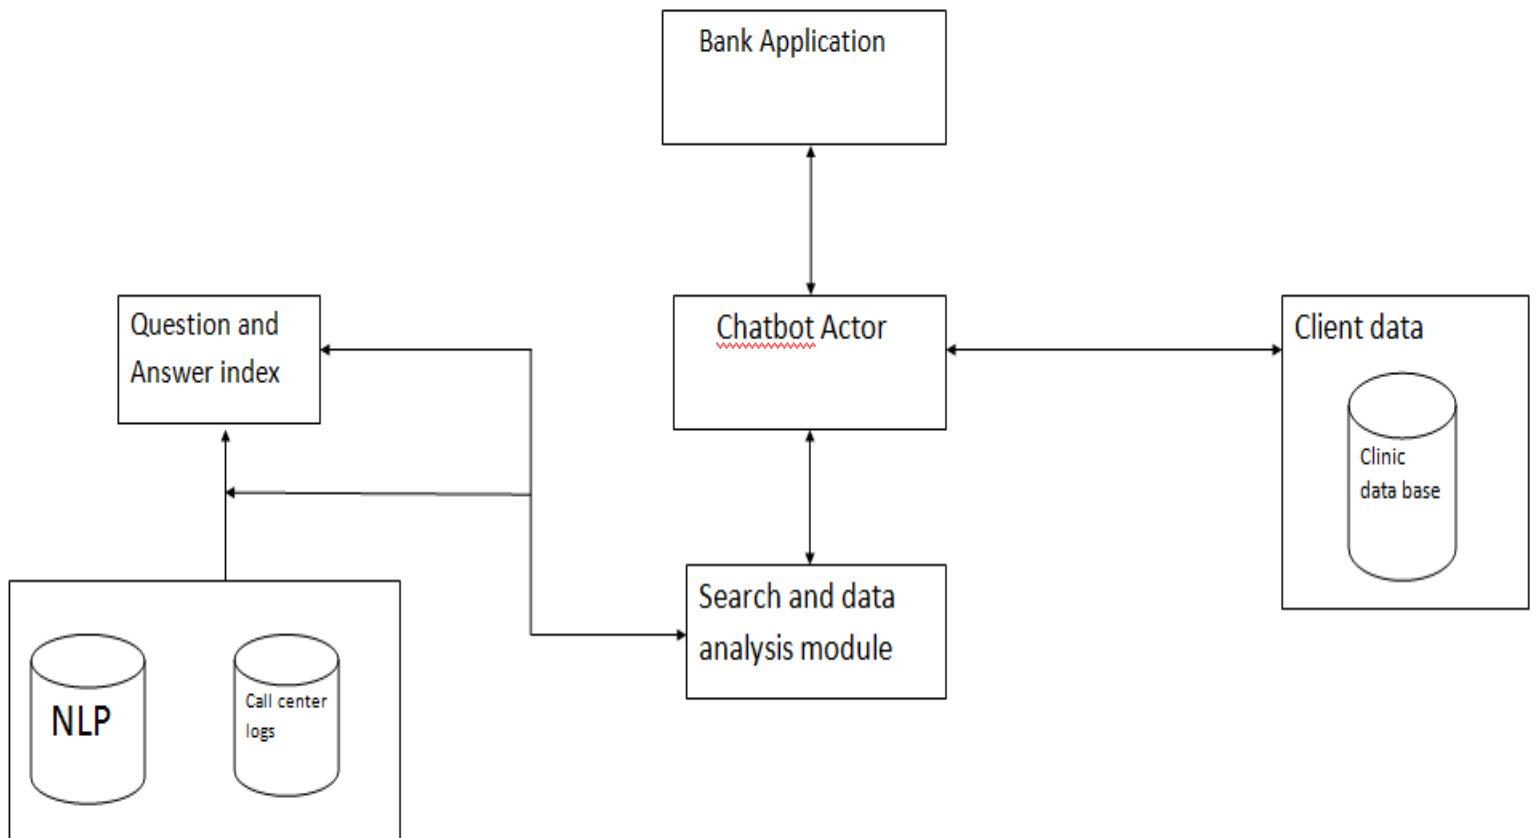 Bank Application
Question and
Answer index
Chatbot Actor
Client data
Clinic
data base
Search and data
analysis module
NLP
Call center
logs